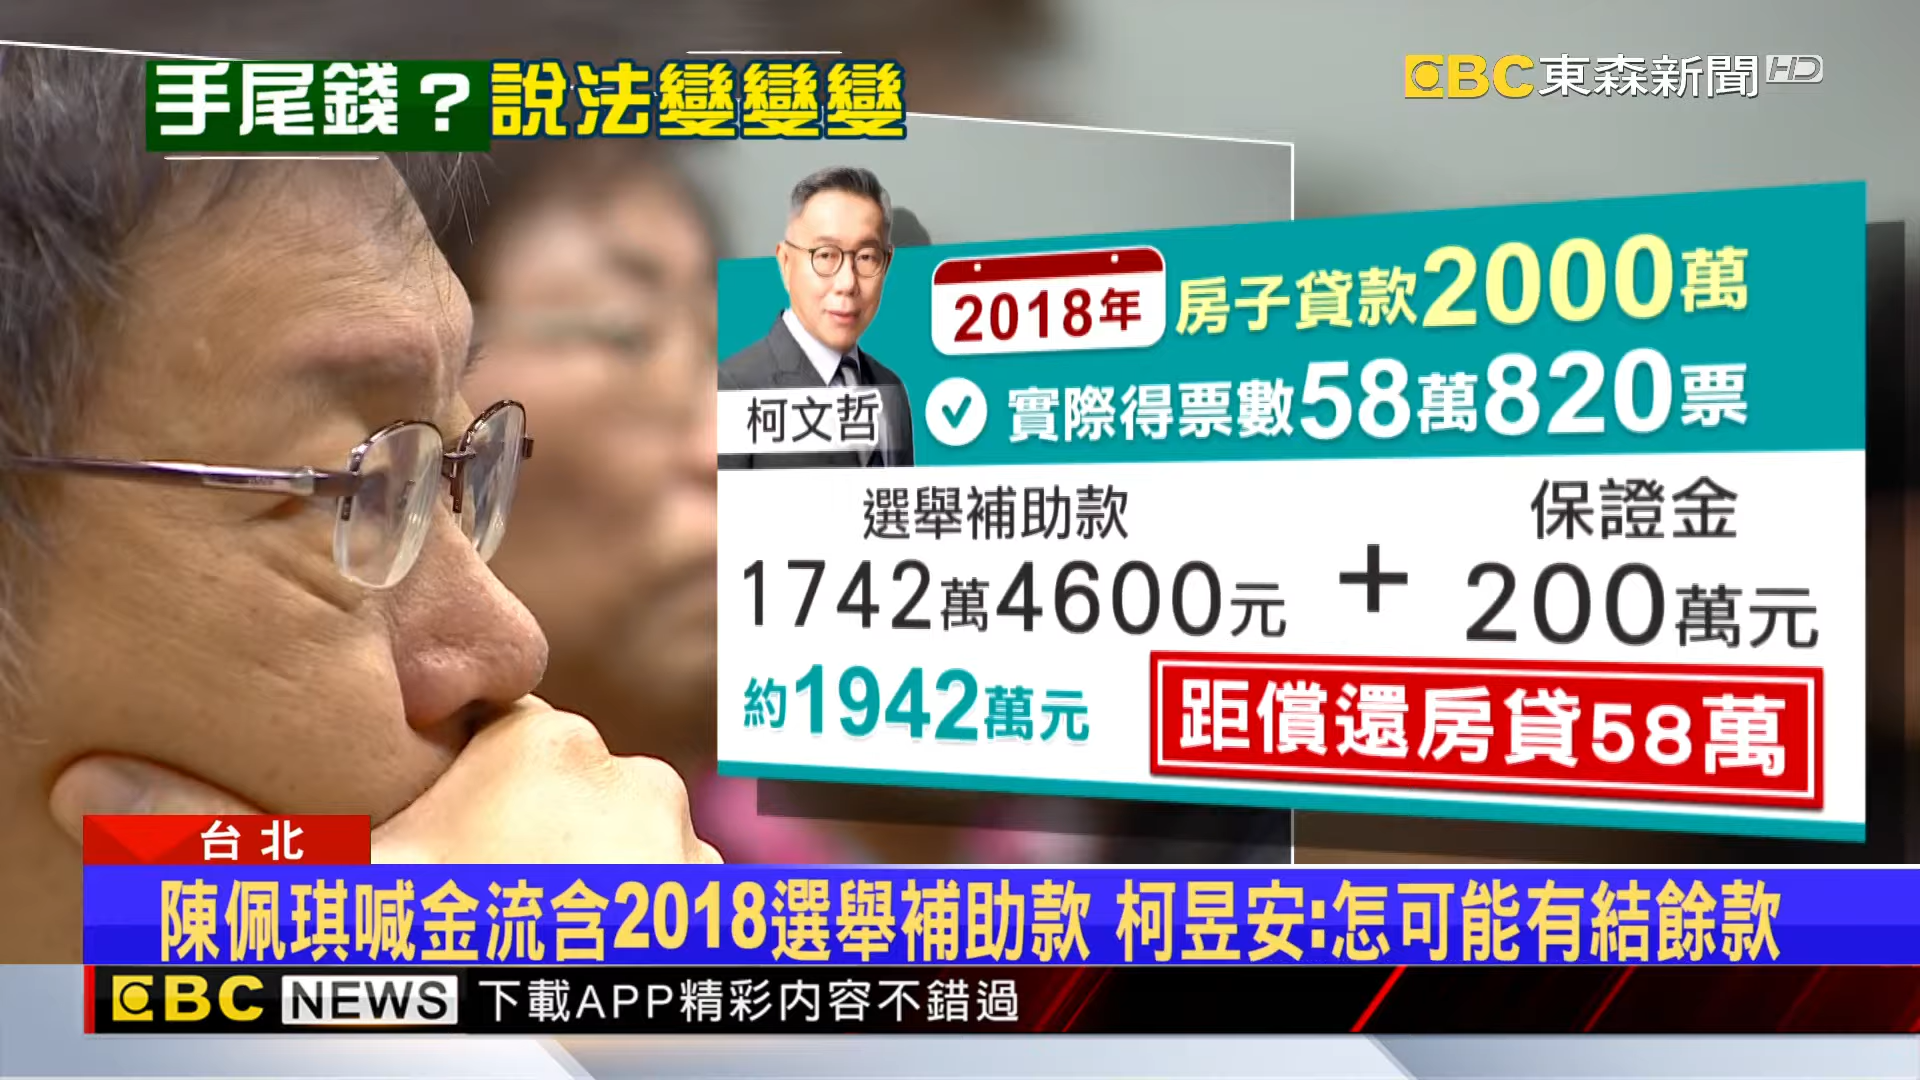 手尾錢？說法變變變
EBC東森新聞HD
2018年 房子貸款2000萬
實際得票數58萬820票
柯文哲
選舉補助款
1742萬4600元
+
保證金
200萬元
約1942萬元
距償還房貸58萬
台北
陳佩琪喊金流含2018選舉補助款 柯昱安:怎可能有結餘款
EBC NEWS 下載APP精彩內容不錯過